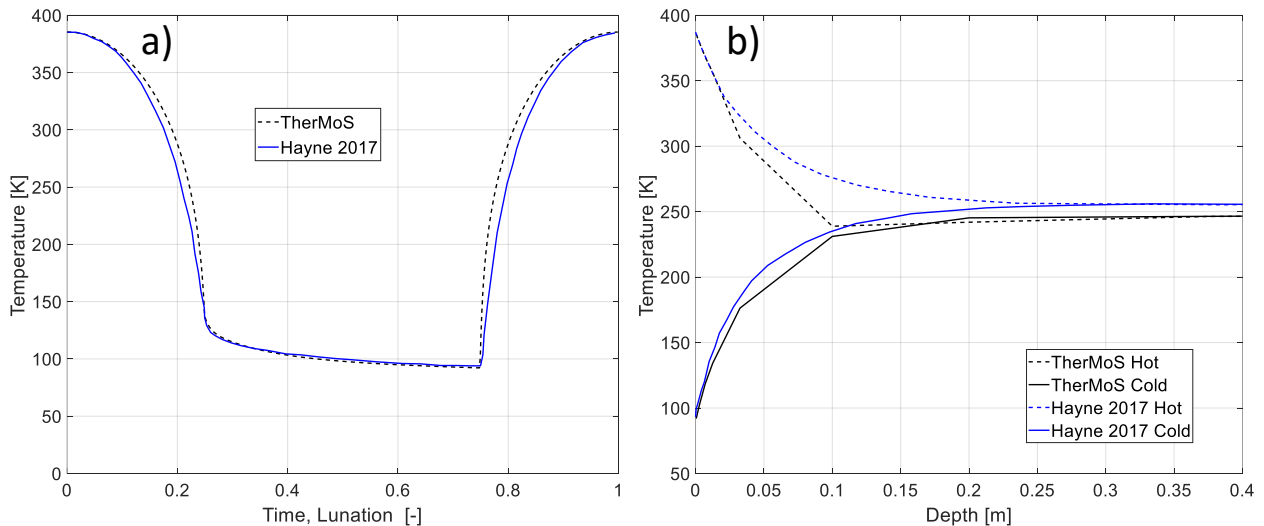 a)
400
350
300
250
200
150
100
50
0
Temperature [K]
TherMoS
Hayne 2017
0 0.2 0.4 0.6 0.8 1
Time, Lunation [-]
b)
400
350
300
250
200
150
100
50
Temperature [K]
TherMoS Hot
TherMoS Cold
Hayne 2017 Hot
Hayne 2017 Cold
0 0.05 0.1 0.15 0.2 0.25 0.3 0.35 0.4
Depth [m]